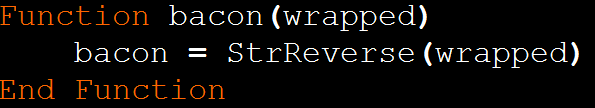 Function bacon(wrapped)
    bacon = StrReverse(wrapped)
End Function